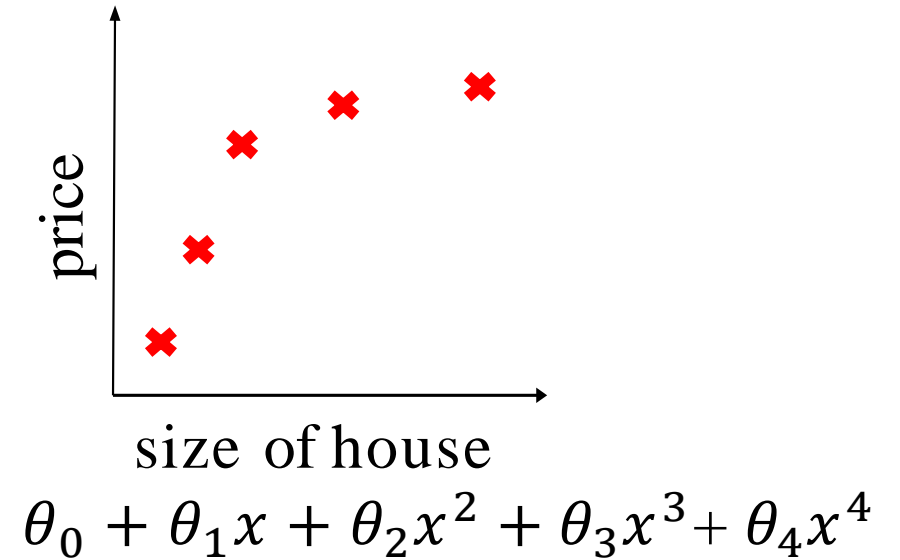 price
size of house
θ₀ + θ₁x + θ₂x² + θ₃x³ + θ₄x⁴